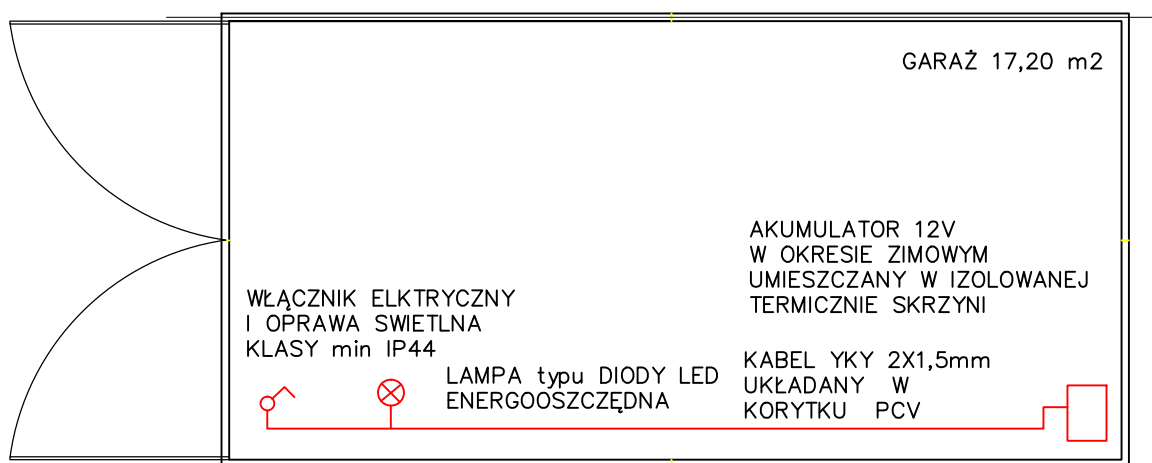 GARAŻ 17,20 m2
AKUMULATOR 12V
W OKRESIE ZIMOWYM
UMIESZCZANY W IZOLOWANEJ
TERMICZNIE SKRZYNI
WŁĄCZNIK ELKTRYCZNY
I OPRAWA SWIETLNA
KLASY min IP44
LAMPA typu DIODY LED
ENERGOOSZCZĘDNA
KABEL YKY 2X1,5mm
UKŁADANY W
KORYTKU PCV